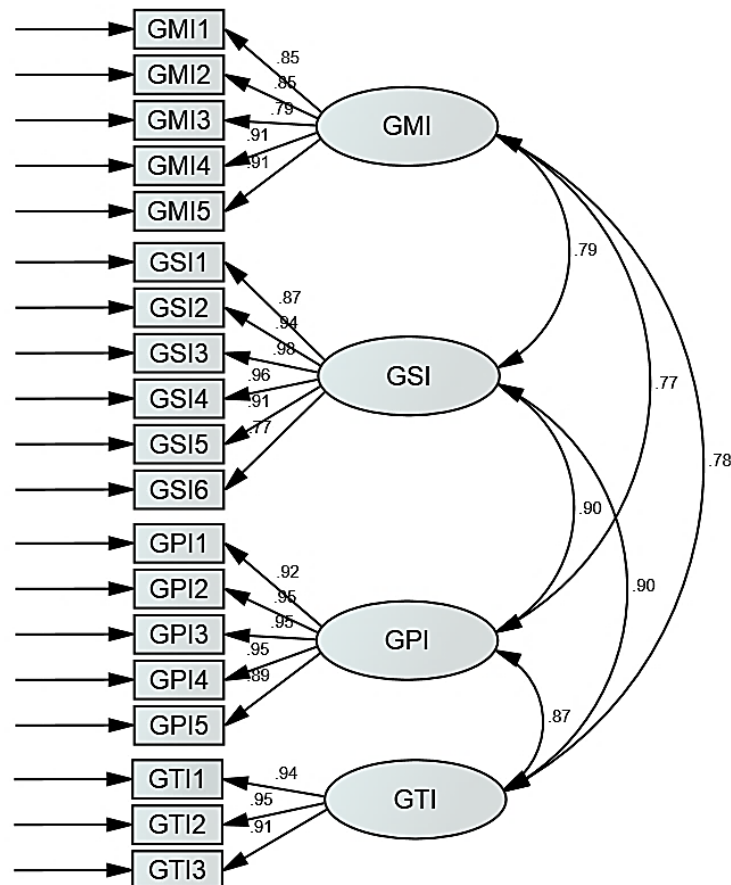 GMI1
.85
GMI2
.85
GMI3
.79
GMI
GMI4
.91
GMI5
.91
GSI1
.79
GSI2
.87
GSI3
.94
.98
GSI
GSI4
.96
.77
GSI5
.91
GSI6
.77
.78
GPI1
.90
GPI2
.92
.95
.90
GPI3
.95
GPI
GPI4
.95
GPI5
.89
.87
GTI1
.94
GTI2
.95
GTI
GTI3
.91